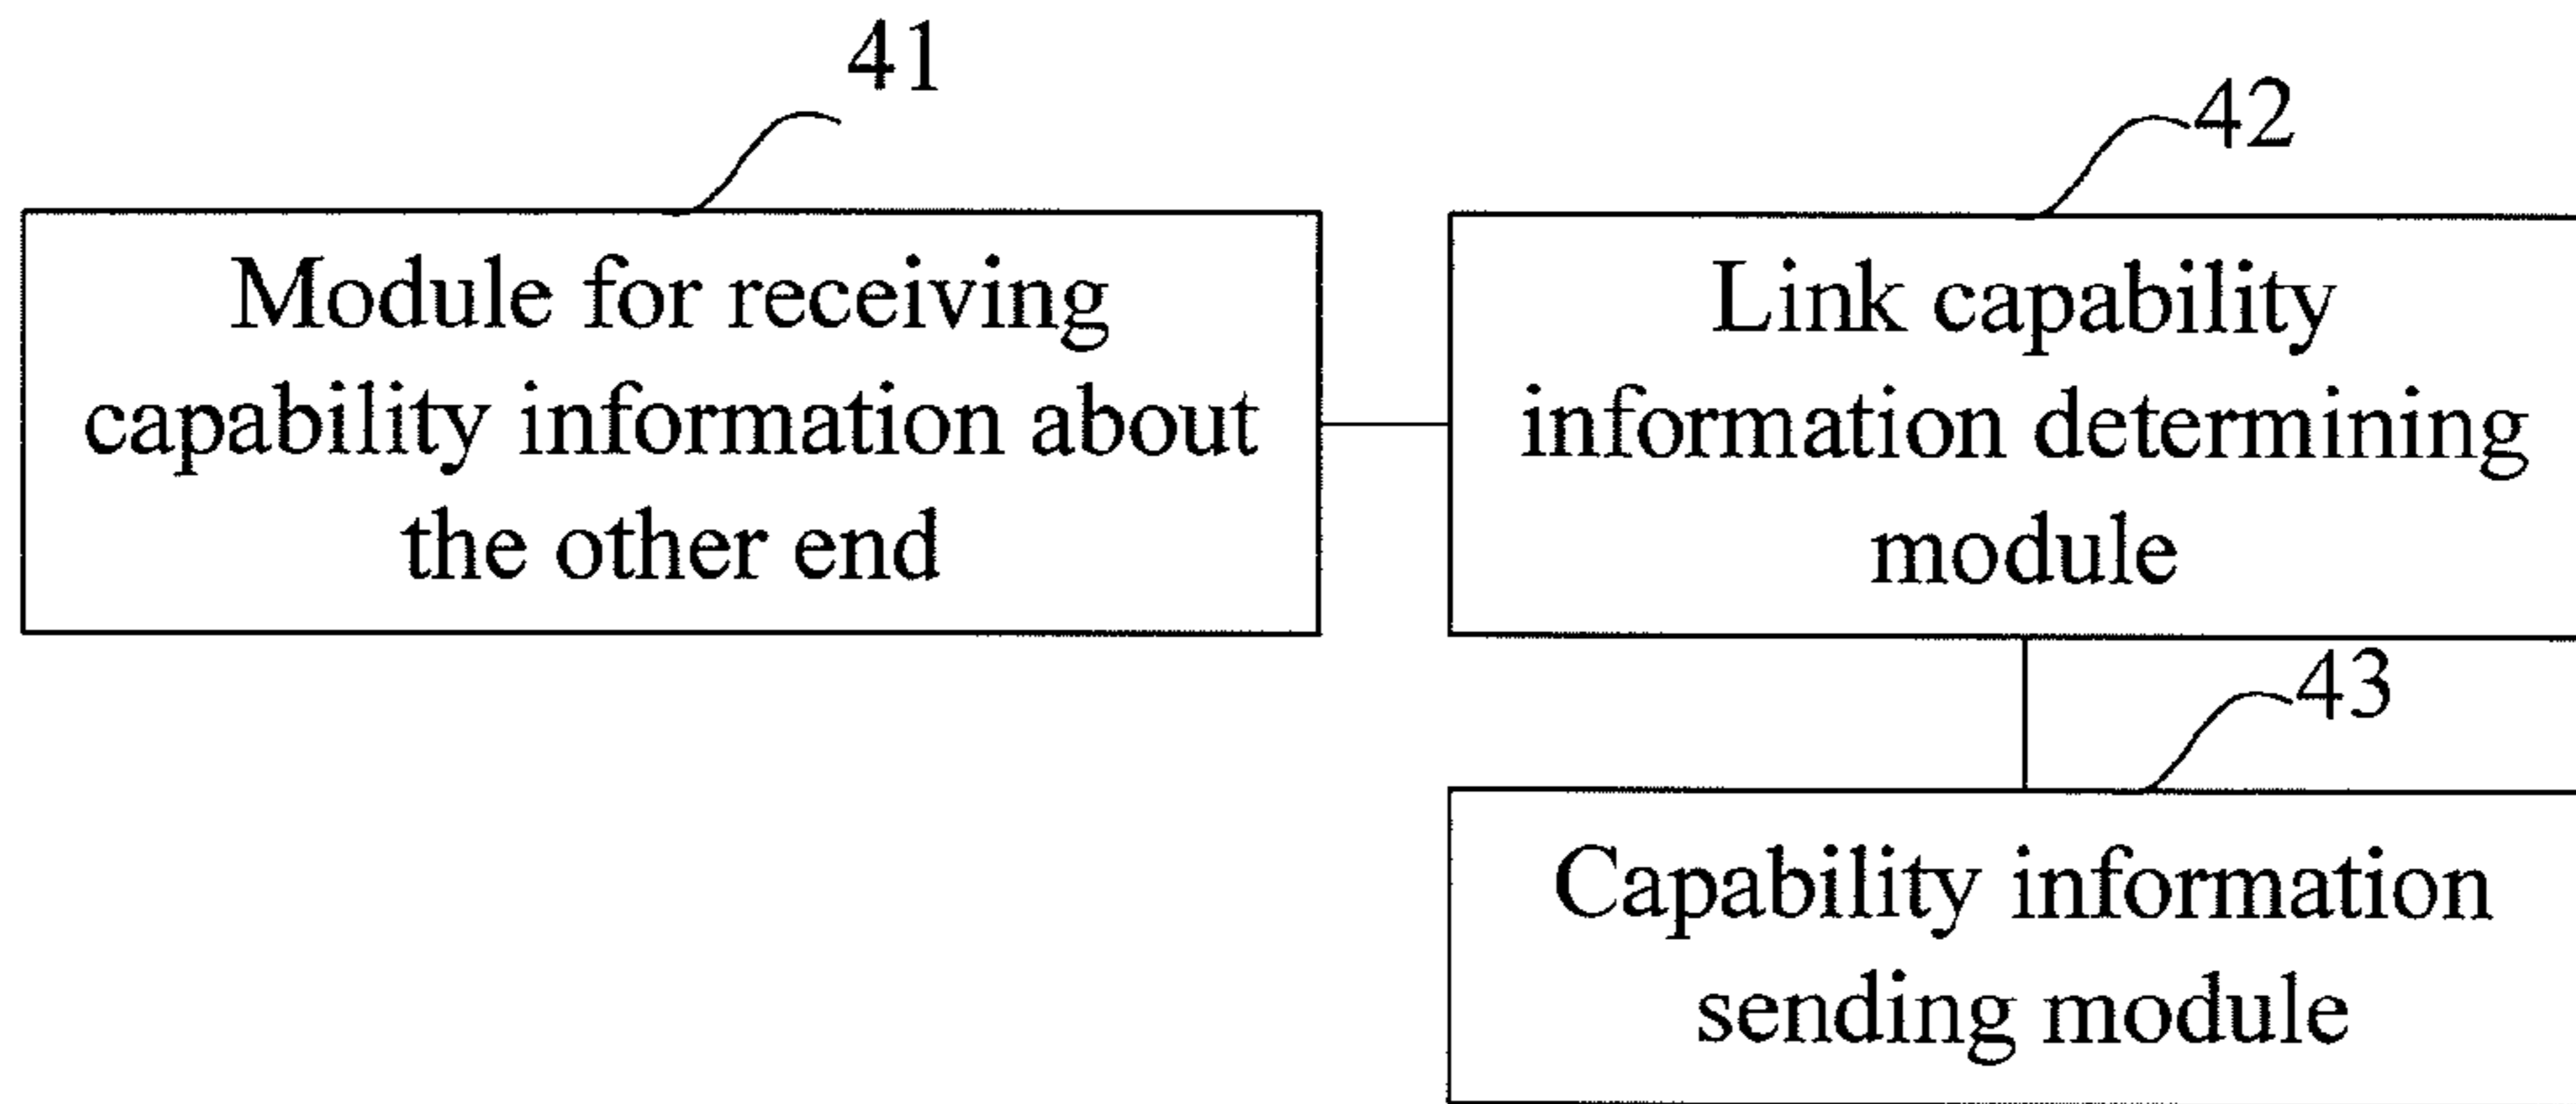 41
42
Module for receiving
capability information about
the other end
Link capability
information determining
module
43
Capability information
sending module